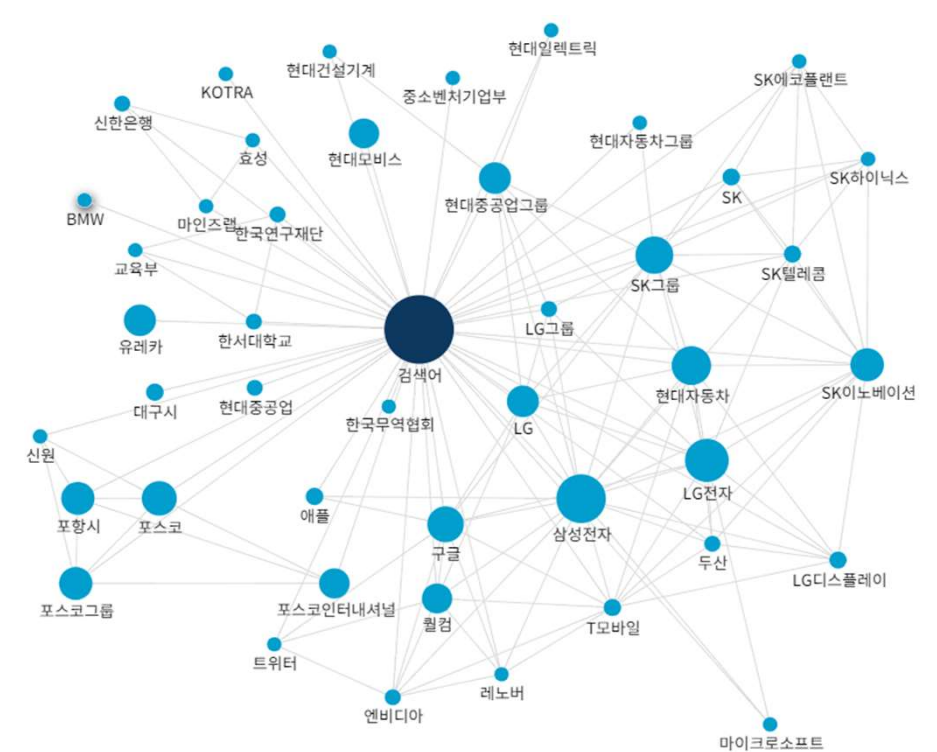 현대일렉트릭
현대건설기계
SK에코플랜트
KOTRA
중소벤처기업부
신한은행
현대자동차그룹
효성
현대모비스
SK하이닉스
SK
현대중공업그룹
BMW
마인즈랩
한국연구재단
교육부
SK텔레콤
SK그룹
LG그룹
유레카
한서대학교
검색어
현대자동차
SK이노베이션
대구시
현대중공업
한국무역협회
LG
신원
LG전자
애플
포항시
포스코
삼성전자
구글
두산
LG디스플레이
포스코그룹
포스코인터내셔널
퀄컴
T모바일
트위터
레노버
엔비디아
마이크로소프트